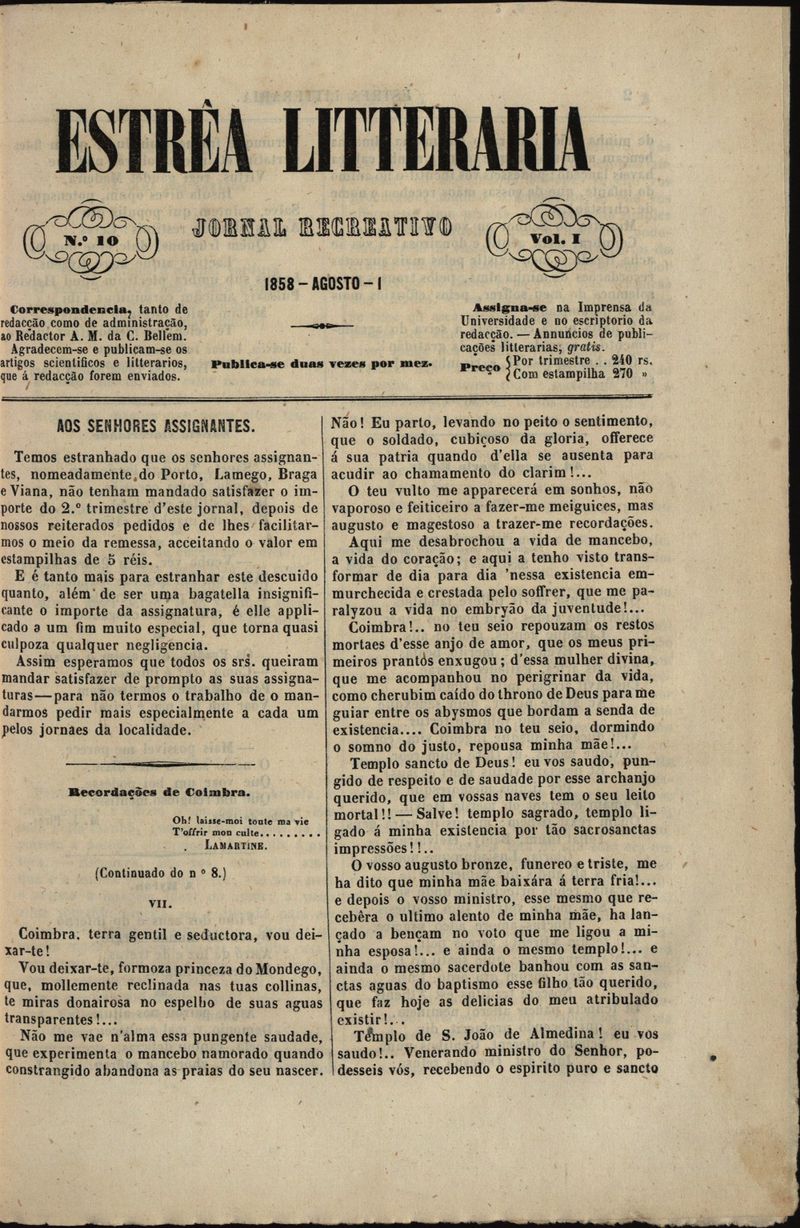 ESTRÊA LITTERARIA
N.º 10
JORNAL RECREATIVO
Vol. I
1858 – AGOSTO – 1
Correspondencia, tanto de
redacção como de administração,
ao Redactor A. M. da C. Bellem.
Agradecem-se e publicam-se os
artigos scientificos e litterarios,
que á redacção forem enviados.
Publica-se duas vezes por mez.
Assigna-se na Imprensa da
Universidade e no escriptorio da
redacção. — Annuncios de publi-
cações litterarias, gratis.
Preço { Por trimestre . . 240 rs.
{ Com estampilha 270 »
AOS SENHORES ASSIGNANTES.
Temos estranhado que os senhores assignan-
tes, nomeadamente do Porto, Lamego, Braga
e Viana, não tenham mandado satisfazer o im-
porte do 2.º trimestre d'este jornal, depois de
nossos reiterados pedidos e de lhes facilitar-
mos o meio da remessa, acceitando o valor em
estampilhas de 5 réis.
E é tanto mais para estranhar este descuido
quanto, além de ser uma bagatella insignifi-
cante o importe da assignatura, é elle appli-
cado a um fim muito especial, que torna quasi
culpoza qualquer negligencia.
Assim esperamos que todos os srs. queiram
mandar satisfazer de prompto as suas assigna-
turas—para não termos o trabalho de o man-
darmos pedir mais especialmente a cada um
pelos jornaes da localidade.
Recordações de Coimbra.
Oh! laisse-moi toute ma vie
T'offrir mon culte.........
LAMARTINE.
(Continuado do n º 8.)
VII.
Coimbra, terra gentil e seductora, vou dei-
xar-te!
Vou deixar-te, formoza princeza do Mondego,
que, mollemente reclinada nas tuas collinas,
te miras donairosa no espelho de suas aguas
transparentes!...
Não me vae n'alma essa pungente saudade,
que experimenta o mancebo namorado quando
constrangido abandona as praias do seu nascer.
Não! Eu parto, levando no peito o sentimento,
que o soldado, cubiçoso da gloria, offerece
á sua patria quando d'ella se ausenta para
acudir ao chamamento do clarim!...
O teu vulto me apparecerá em sonhos, não
vaporoso e feiticeiro a fazer-me meiguices, mas
augusto e magestoso a trazer-me recordações.
Aqui me desabrochou a vida de mancebo,
a vida do coração; e aqui a tenho visto trans-
formar de dia para dia 'nessa existencia em-
murchecida e crestada pelo soffrer, que me pa-
ralyzou a vida no embryão da juventude!...
Coimbra!.. no teu seio repouzam os restos
mortaes d'esse anjo de amor, que os meus pri-
meiros prantos enxugou; d'essa mulher divina,
que me acompanhou no perigrinar da vida,
como cherubim caído do throno de Deus para me
guiar entre os abysmos que bordam a senda de
existencia.... Coimbra no teu seio, dormindo
o somno do justo, repousa minha mãe!...
Templo sancto de Deus! eu vos saudo, pun-
gido de respeito e de saudade por esse archanjo
querido, que em vossas naves tem o seu leito
mortal!! — Salve! templo sagrado, templo li-
gado á minha existencia por tão sacrosanctas
impressões!!..
O vosso augusto bronze, funereo e triste, me
ha dito que minha mãe baixára á terra fria!...
e depois o vosso ministro, esse mesmo que re-
cebêra o ultimo alento de minha mãe, ha lan-
çado a bençam no voto que me ligou a mi-
nha esposa!... e ainda o mesmo templo!... e
ainda o mesmo sacerdote banhou com as san-
ctas aguas do baptismo esse filho tão querido,
que faz hoje as delicias do meu atribulado
existir!...
Templo de S. João de Almedina! eu vos
saudo!.. Venerando ministro do Senhor, po-
desseis vós, recebendo o espirito puro e sancto